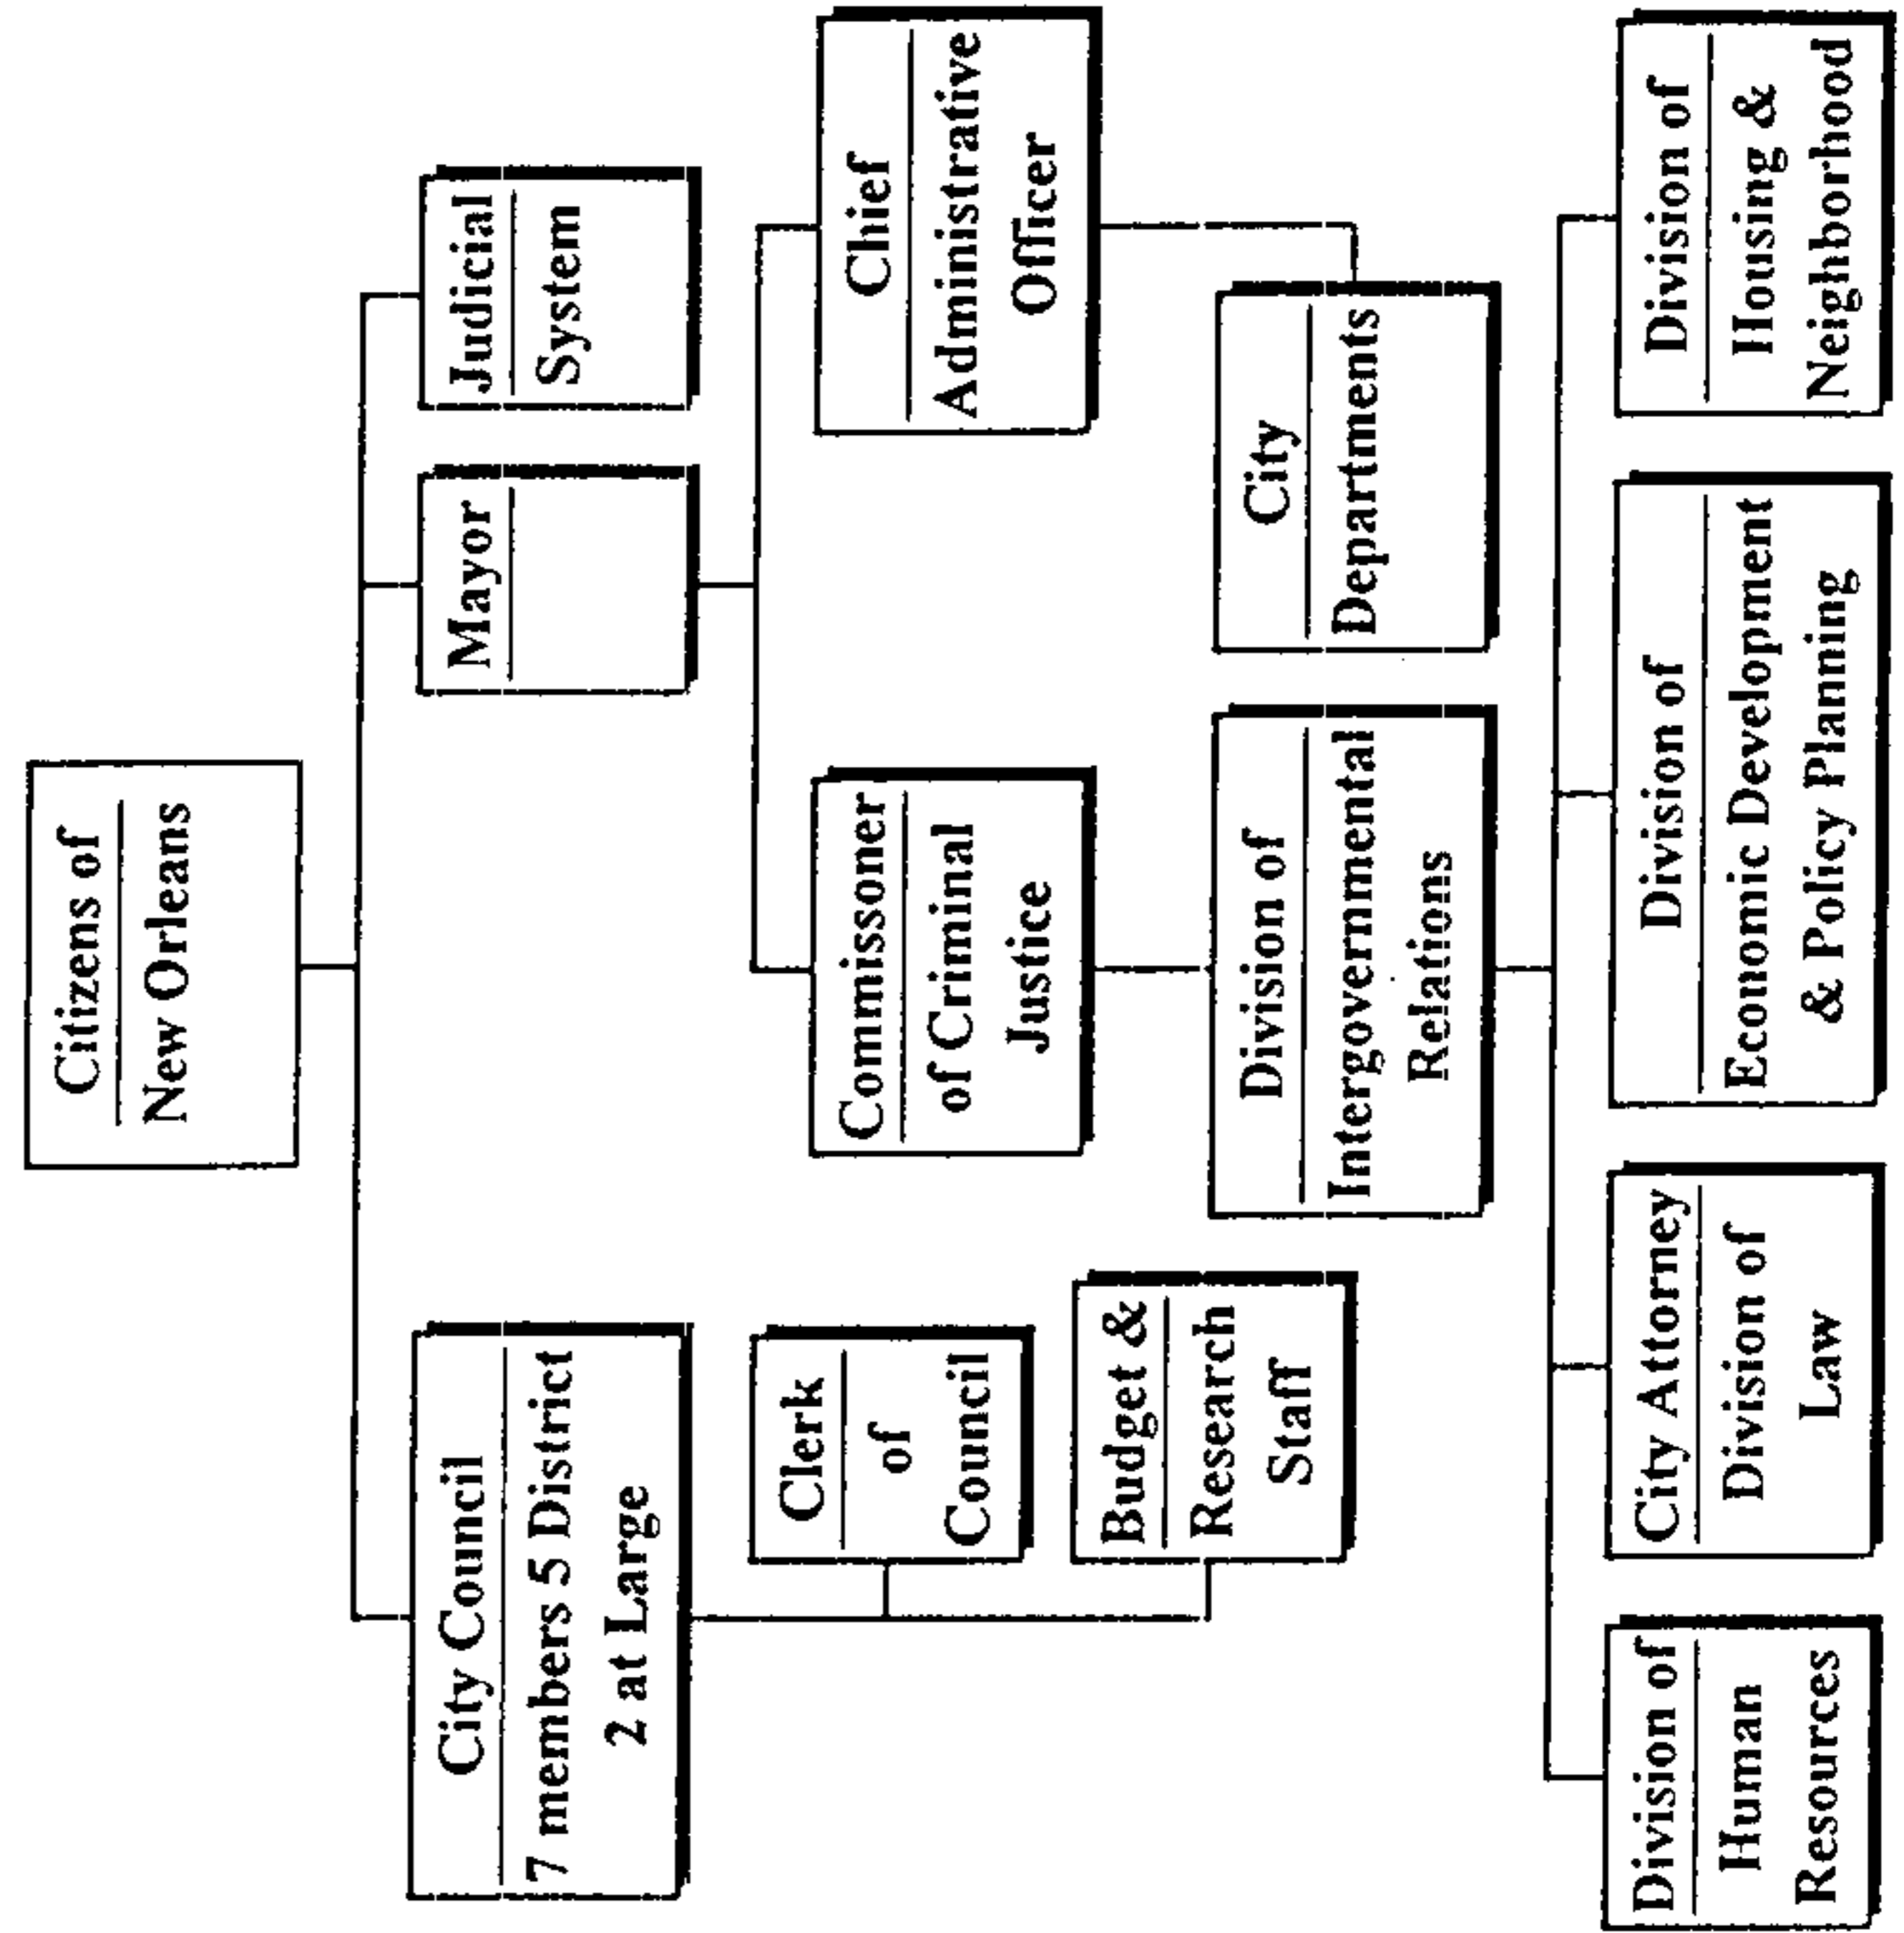 Citizens of
New Orleans
City Council
7 members 5 District
2 at Large
Mayor
Judicial
System
Clerk
of
Council
Budget &
Research
Staff
Commissoner
of Criminal
Justice
Chief
Administrative
Officer
Division of
Intergovernmental
Relations
City
Departments
Division of
Human
Resources
City Attorney
Division of
Law
Division of
Economic Development
& Policy Planning
Division of
Housing &
Neighborhood